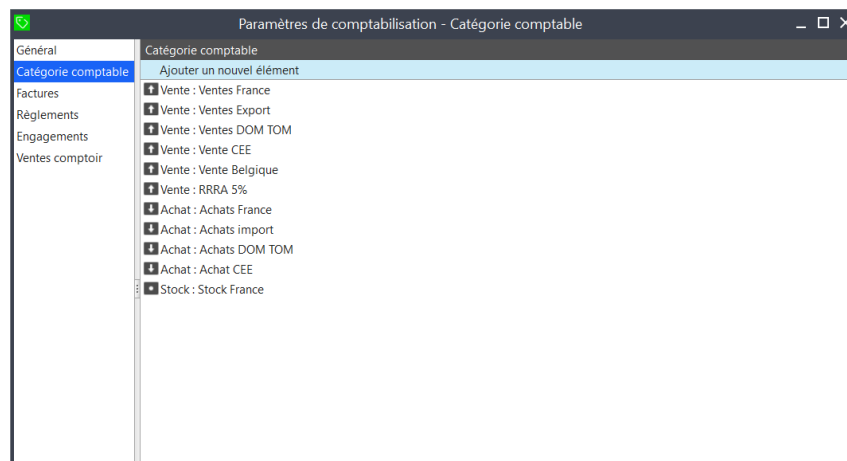 Paramètres de comptabilisation - Catégorie comptable
Général
Catégorie comptable
Factures
Règlements
Engagements
Ventes comptoir
Catégorie comptable
Ajouter un nouvel élément
Vente : Ventes France
Vente : Ventes Export
Vente : Ventes DOM TOM
Vente : Vente CEE
Vente : Vente Belgique
Vente : RRRA 5%
Achat : Achats France
Achat : Achats import
Achat : Achats DOM TOM
Achat : Achat CEE
Stock : Stock France